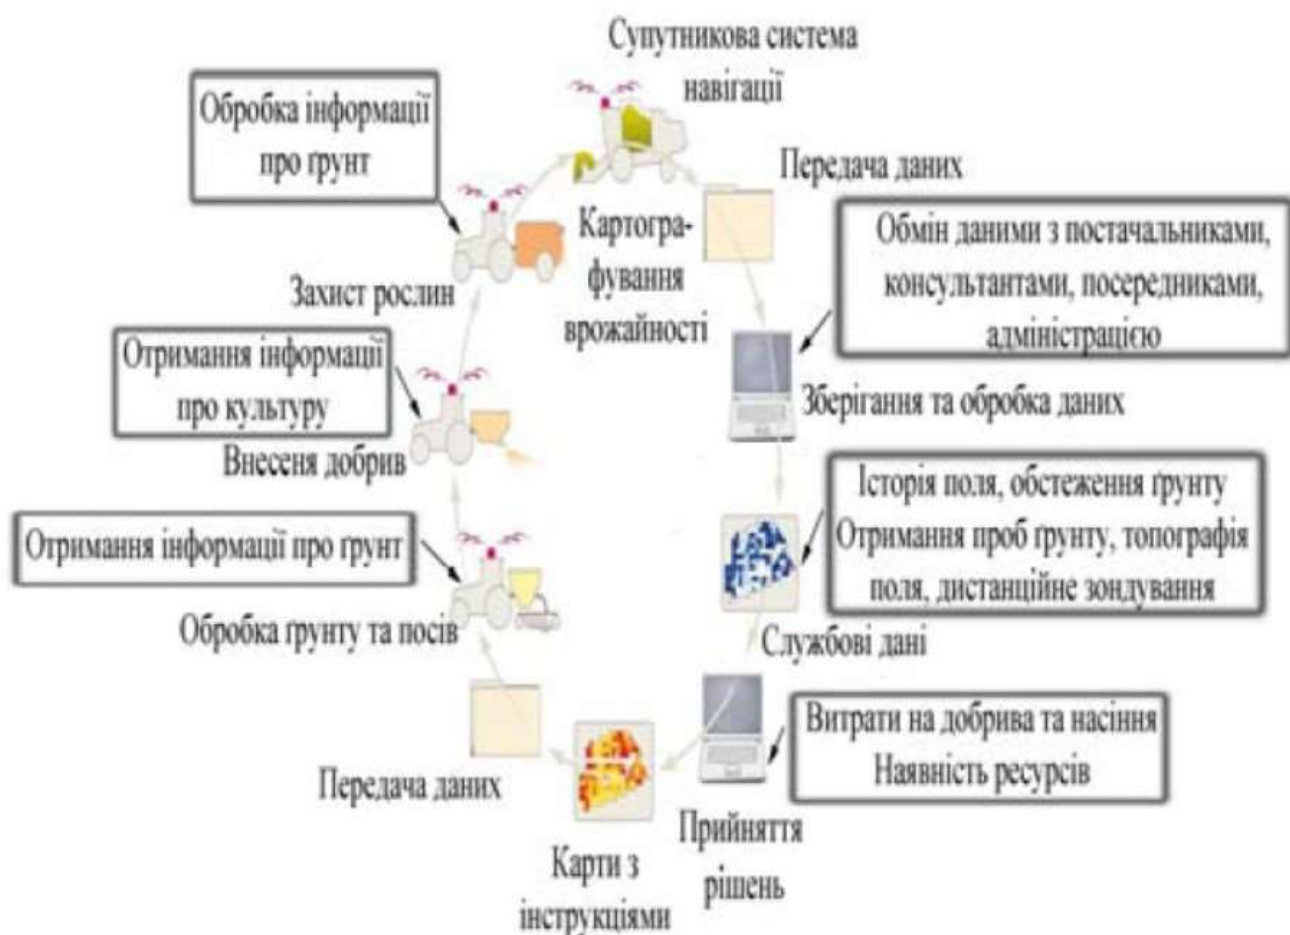 Супутникова система
навігації
Обробка інформації
про ґрунт
Передача даних
Картогра-
фування
врожайності
Обмін даними з постачальниками,
консультантами, посередниками,
адміністрацією
Захист рослин
Отримання інформації
про культуру
Зберігання та обробка даних
Внесеня добрив
Історія поля, обстеження ґрунту
Отримання проб ґрунту, топографія
поля, дистанційне зондування
Отримання інформації про ґрунт
Обробка ґрунту та посів
Службові дані
Витрати на добрива та насіння
Наявність ресурсів
Передача даних
Прийняття
рішень
Карти з
інструкціями